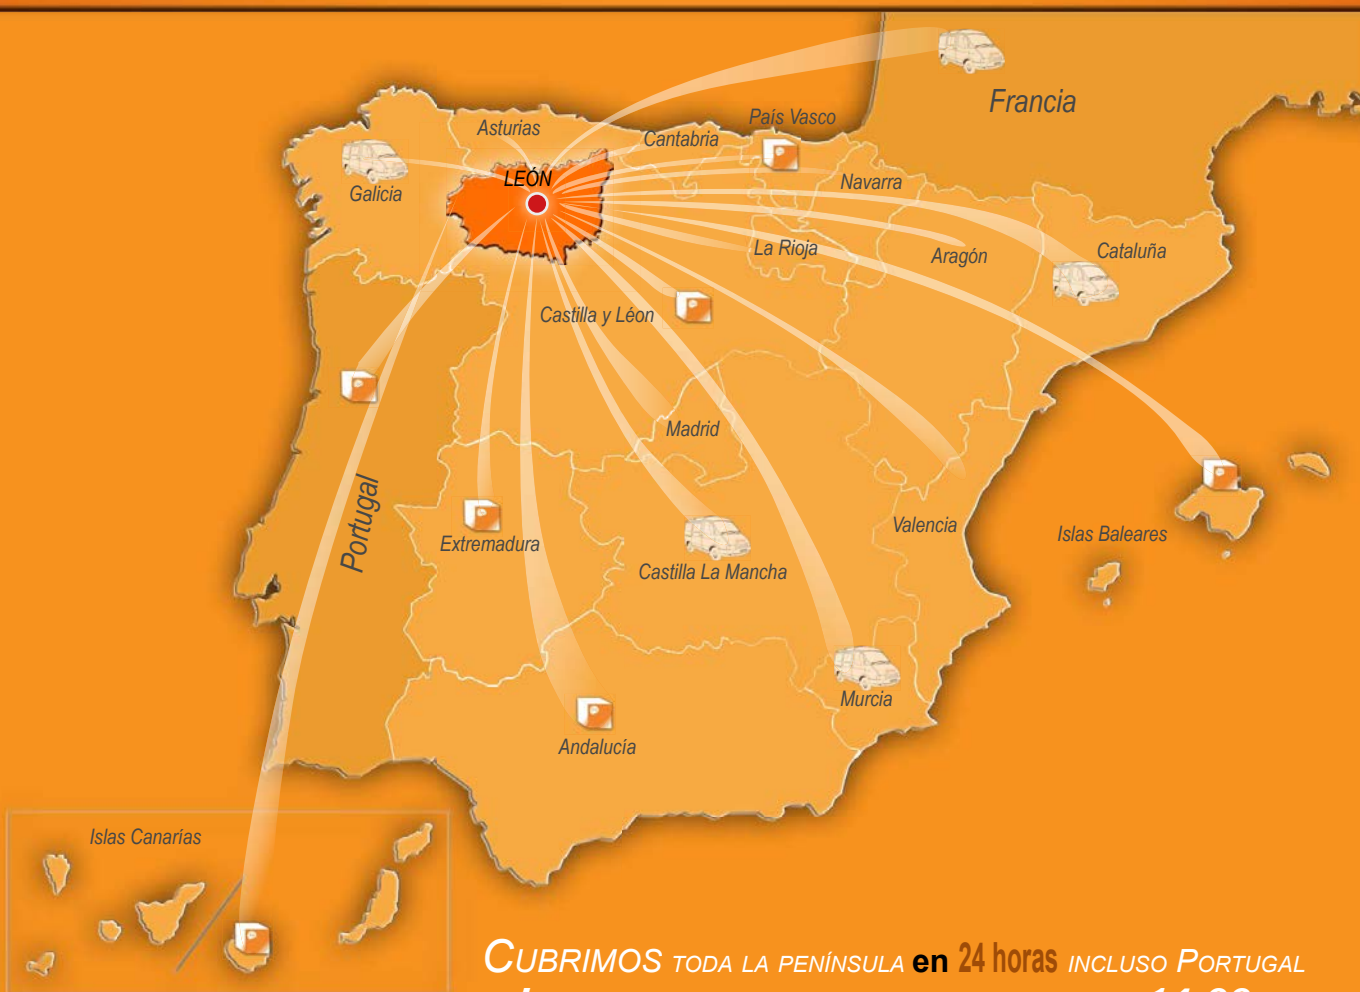 Francia
País Vasco
Asturias
Cantabria
LEÓN
Navarra
Galicia
La Rioja
Aragón
Cataluña
Castilla y Léon
Madrid
Portugal
Valencia
Islas Baleares
Extremadura
Castilla La Mancha
Murcia
Andalucía
Islas Canarías
CUBRIMOS TODA LA PENÍNSULA en 24 horas INCLUSO PORTUGAL